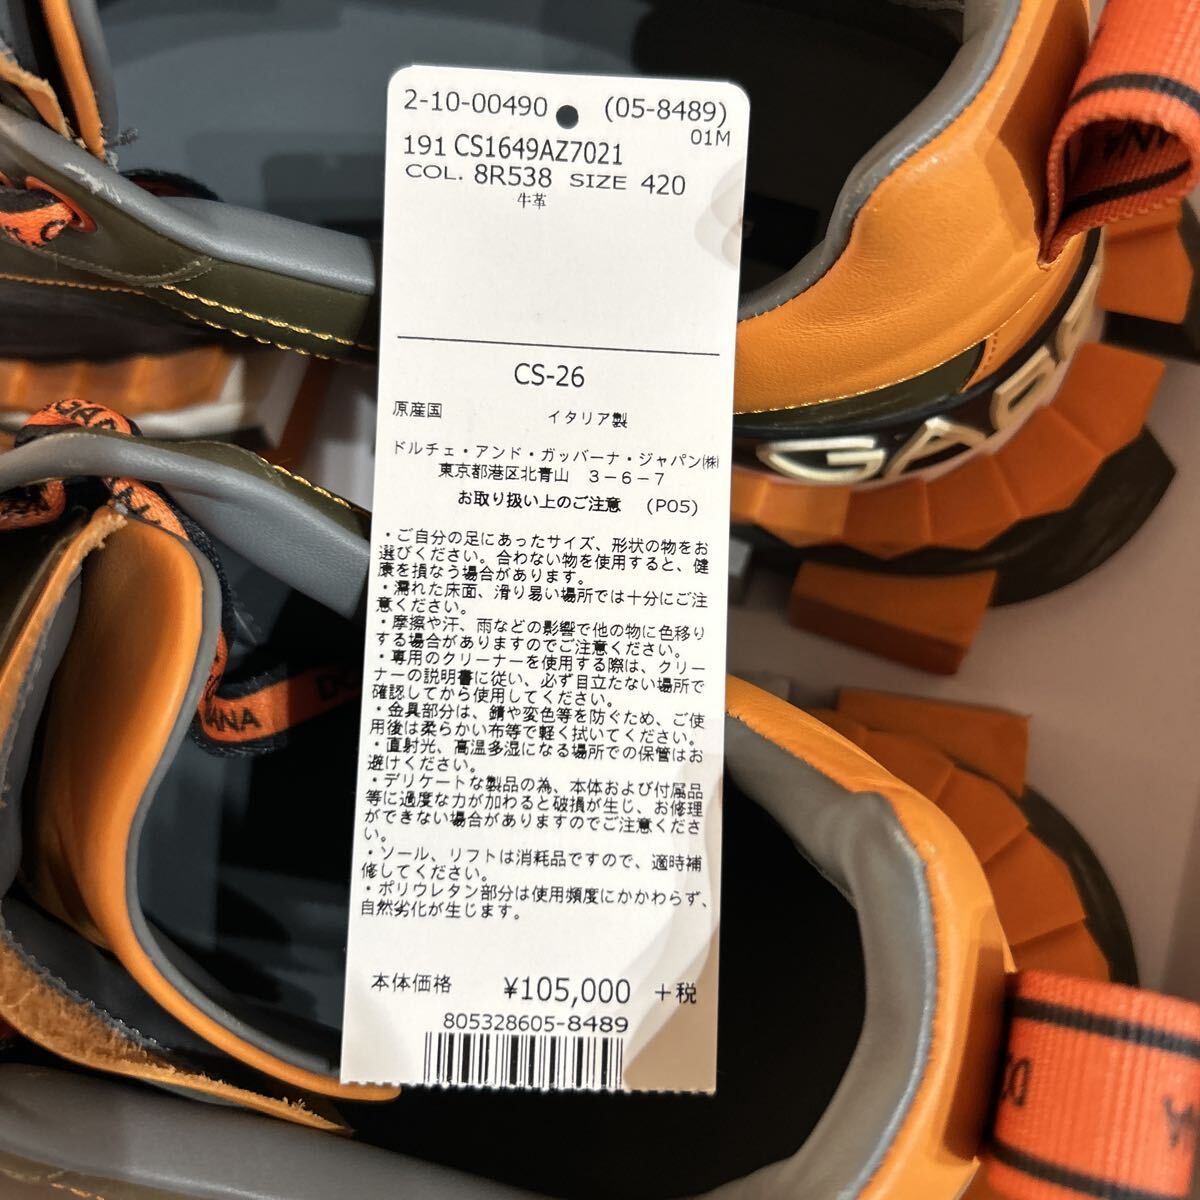 2-10-00490 (05-8489)
01M
191 CS1649AZ7021
COL. 8R538 SIZE 420
牛革
CS-26
原産国 イタリア製
ドルチェ・アンド・ガッバーナ・ジャパン㈱
東京都港区北青山 3-6-7
お取り扱い上のご注意 (P05)
・ご自分の足にあったサイズ、形状の物をお
選びください。合わない物を使用すると、健
康を損なう場合があります。
・濡れた床面、滑り易い場所では十分にご注
意ください。
・摩擦や汗、雨などの影響で他の物に色移り
する場合がありますのでご注意ください。
・専用のクリーナーを使用する際は、クリー
ナーの説明書に従い、必ず目立たない場所で
確認してから使用してください。
・金具部分は、錆や変色等を防ぐため、ご使
用後は柔らかい布等で軽く拭いてください。
・直射光、高温多湿になる場所での保管はお
避けください。
・デリケートな製品の為、本体および付属品
等に過度な力が加わると破損が生じ、お修理
ができない場合がありますのでご注意くださ
い。
・ソール、リフトは消耗品ですので、適時補
修してください。
・ポリウレタン部分は使用頻度にかかわらず、
自然劣化が生じます。
本体価格 ¥105,000 +税
805328605-8489
GABB
GAB
ANA